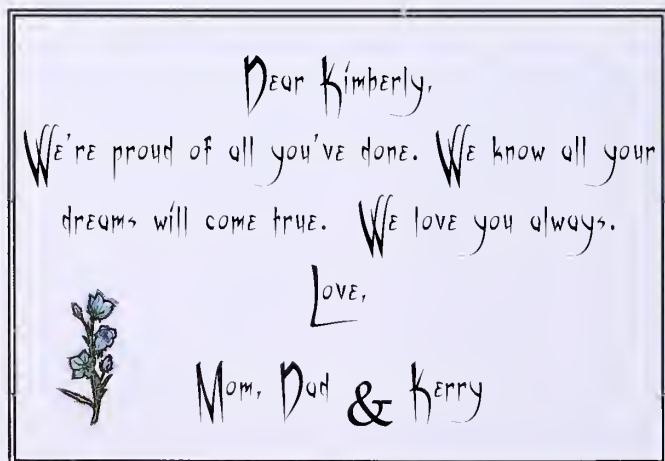 Dear Kimberly,
We're proud of all you've done. We know all your
dreams will come true. We love you always.
Love,
Mom, Dad & Kerry